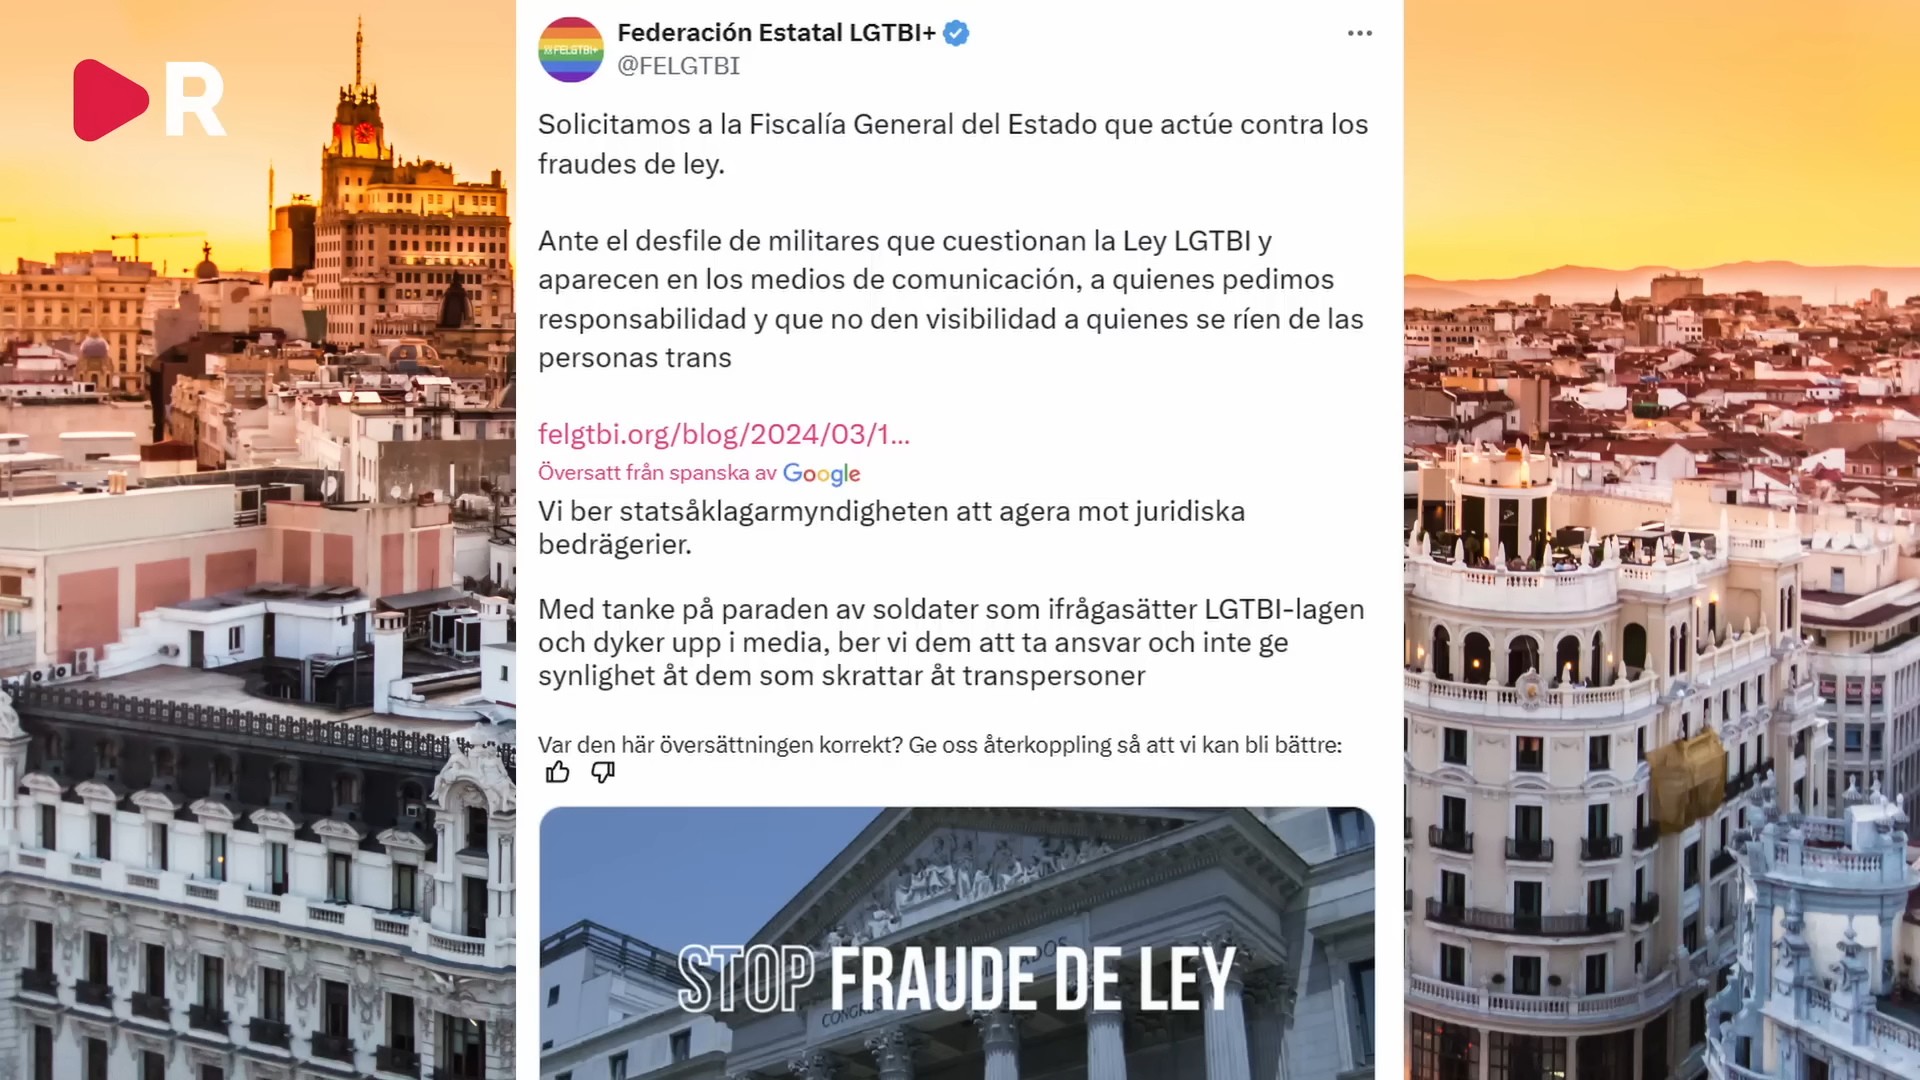 R
FELGTBI+
Federación Estatal LGTBI+
@FELGTBI
Solicitamos a la Fiscalía General del Estado que actúe contra los
fraudes de ley.
Ante el desfile de militares que cuestionan la Ley LGTBI y
aparecen en los medios de comunicación, a quienes pedimos
responsabilidad y que no den visibilidad a quienes se ríen de las
personas trans
felgtbi.org/blog/2024/03/1...
Översatt från spanska av Google
Vi ber statsåklagarmyndigheten att agera mot juridiska
bedrägerier.
Med tanke på paraden av soldater som ifrågasätter LGTBI-lagen
och dyker upp i media, ber vi dem att ta ansvar och inte ge
synlighet åt dem som skrattar åt transpersoner
Var den här översättningen korrekt? Ge oss återkoppling så att vi kan bli bättre:
STOP FRAUDE DE LEY